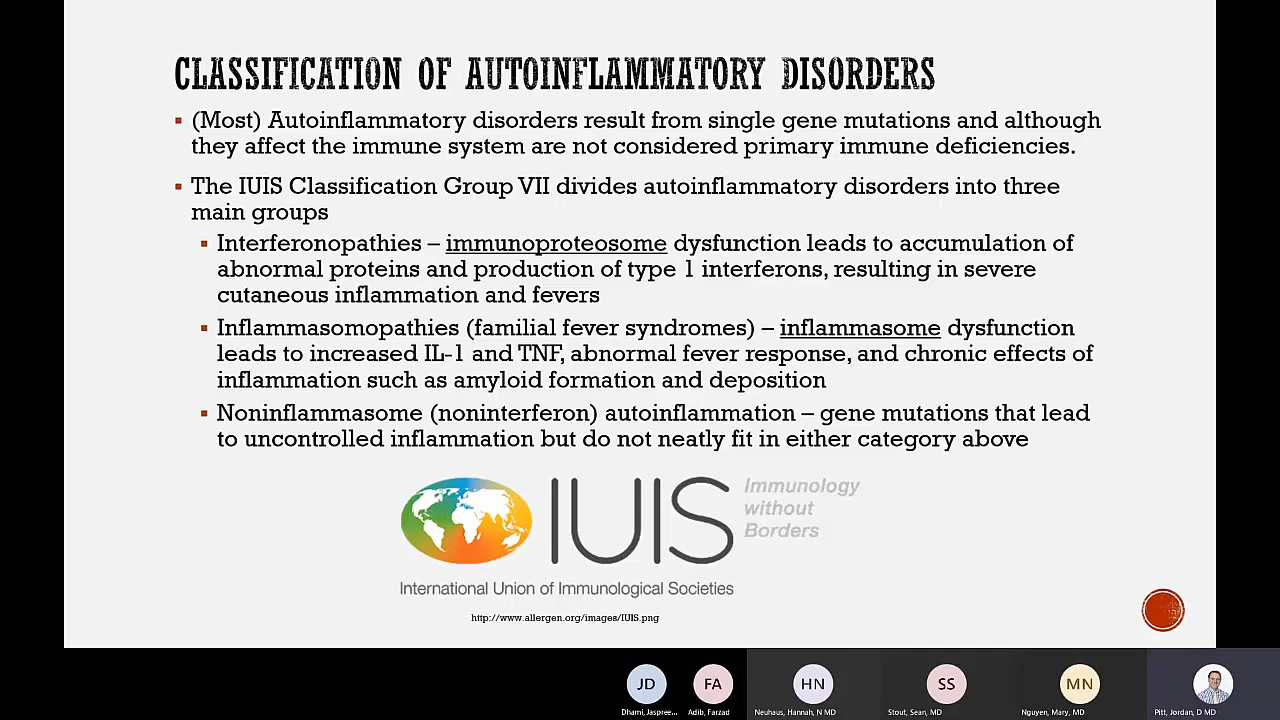 CLASSIFICATION OF AUTOINFLAMMATORY DISORDERS
▪ (Most) Autoinflammatory disorders result from single gene mutations and although
they affect the immune system are not considered primary immune deficiencies.
▪ The IUIS Classification Group VII divides autoinflammatory disorders into three
main groups
▪ Interferonopathies – immunoproteosome dysfunction leads to accumulation of
abnormal proteins and production of type 1 interferons, resulting in severe
cutaneous inflammation and fevers
▪ Inflammasomopathies (familial fever syndromes) – inflammasome dysfunction
leads to increased IL-1 and TNF, abnormal fever response, and chronic effects of
inflammation such as amyloid formation and deposition
▪ Noninflammasome (noninterferon) autoinflammation – gene mutations that lead
to uncontrolled inflammation but do not neatly fit in either category above
IUIS
Immunology
without
Borders
International Union of Immunological Societies
http://www.allergen.org/images/IUIS.png
JD
FA
HN
SS
MN
Dhami, Jaspree...
Adib, Farzad
Neuhaus, Hannah, N MD
Stout, Sean, MD
Nguyen, Mary, MD
Pitt, Jordan, D MD